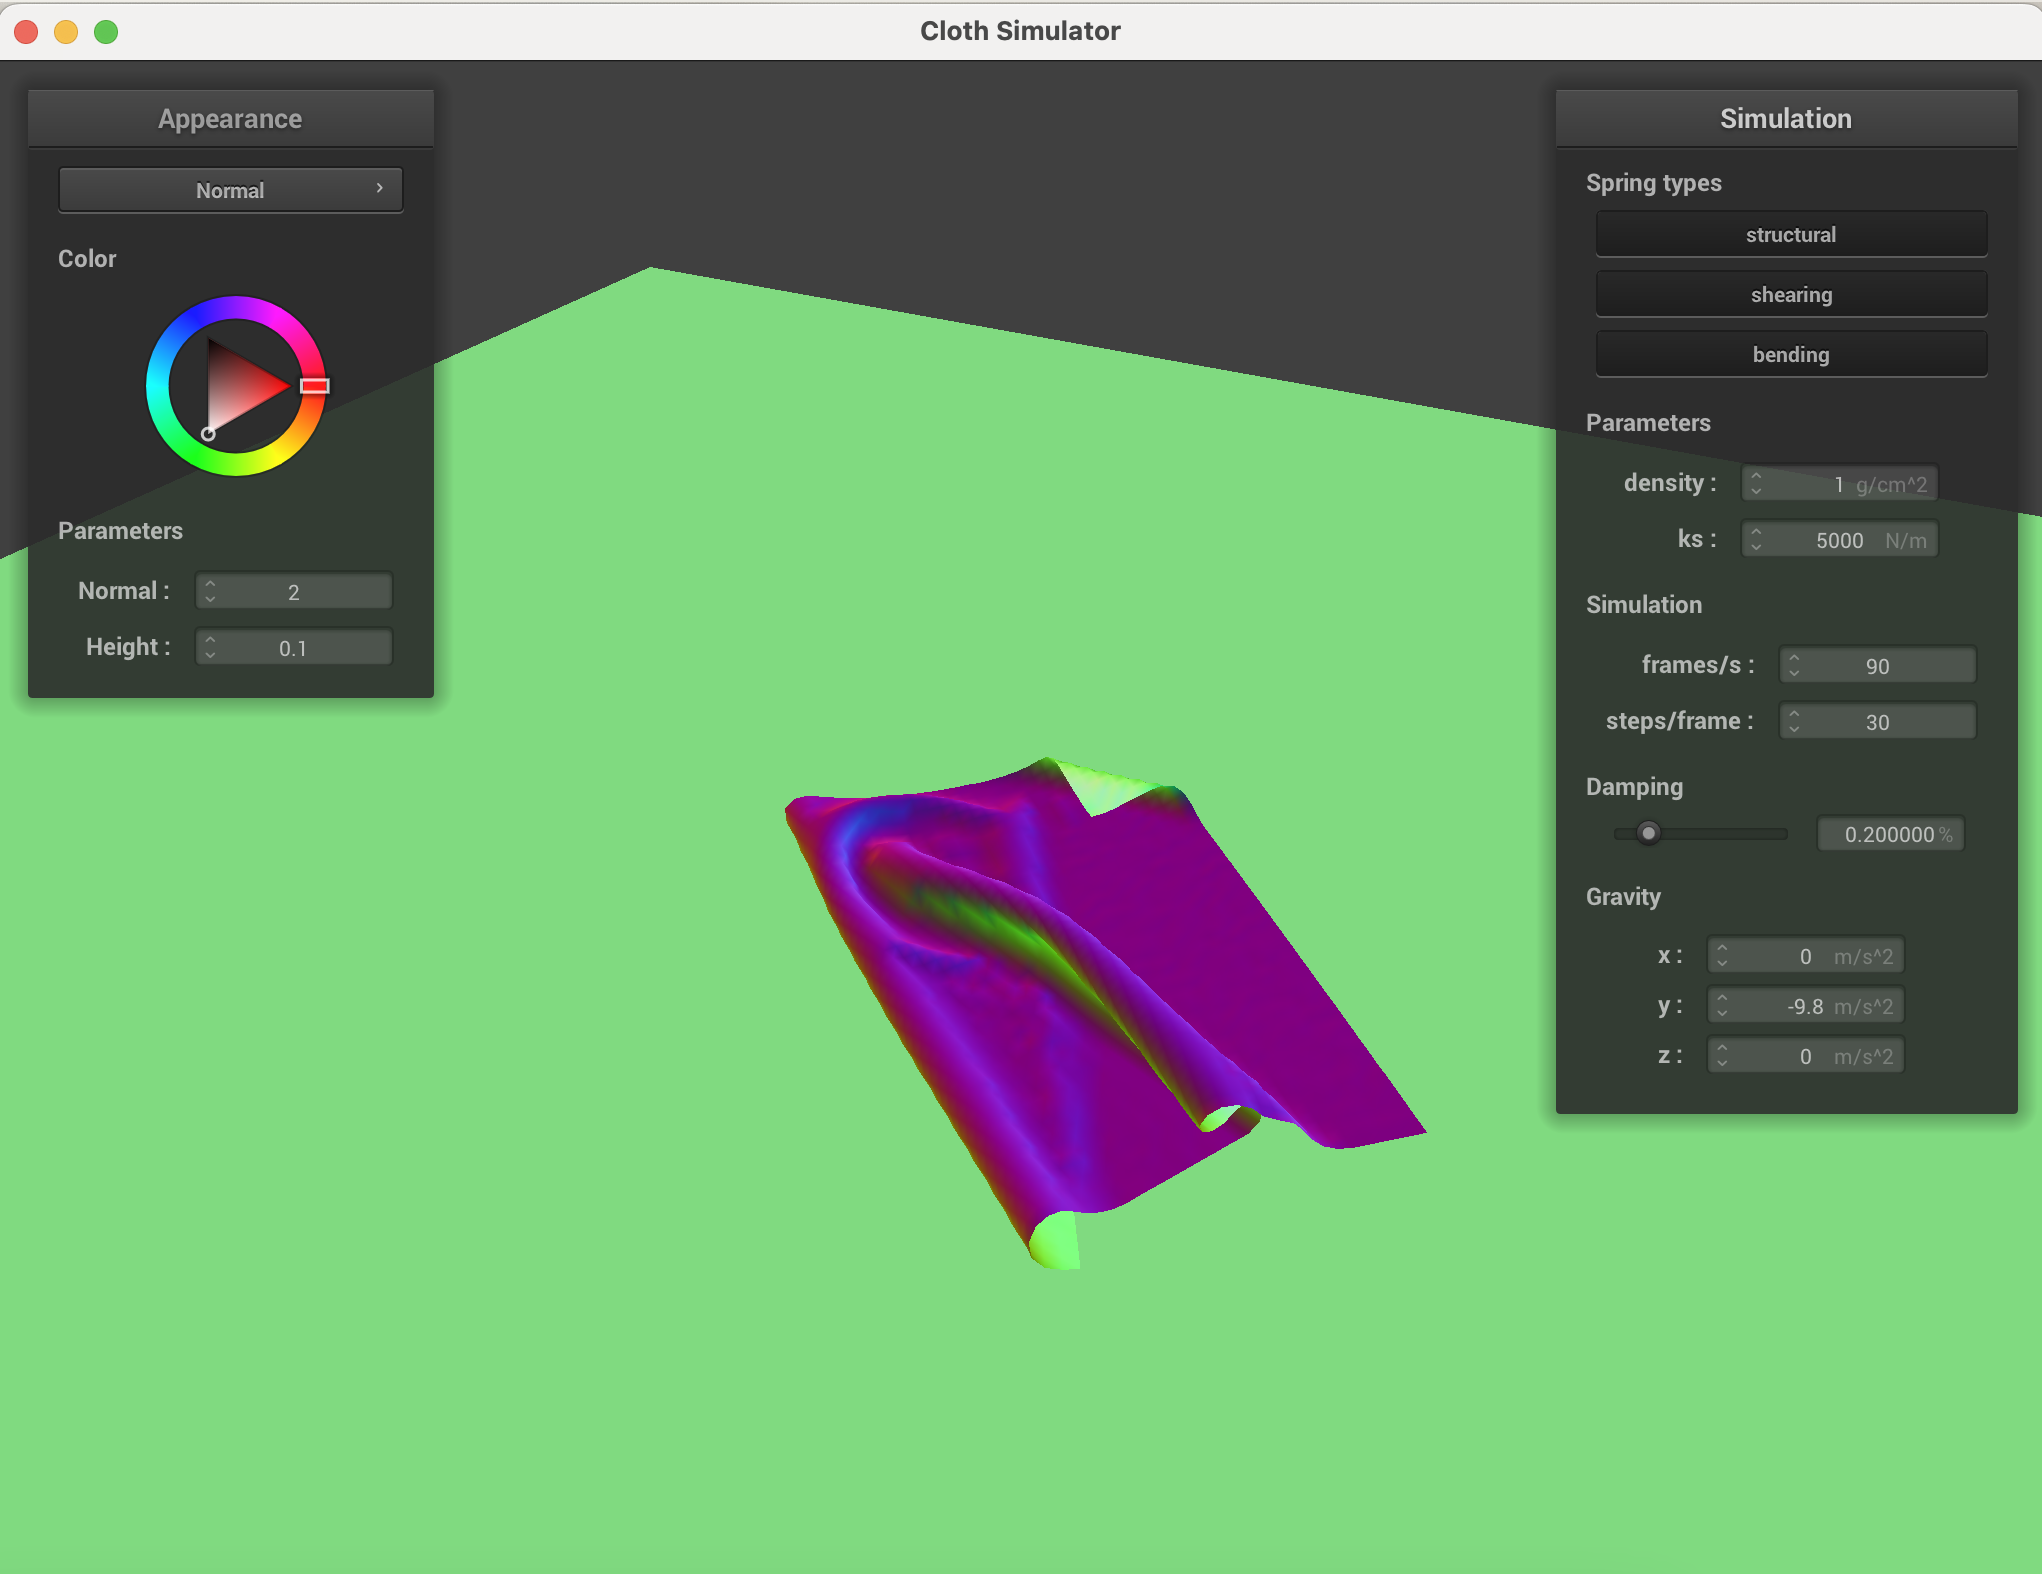 Cloth Simulator
Appearance
Normal
Color
Parameters
Normal : 2
Height : 0.1
Simulation
Spring types
structural
shearing
bending
Parameters
density : 1 g/cm^2
ks : 5000 N/m
Simulation
frames/s : 90
steps/frame : 30
Damping
0.200000 %
Gravity
x : 0 m/s^2
y : -9.8 m/s^2
z : 0 m/s^2